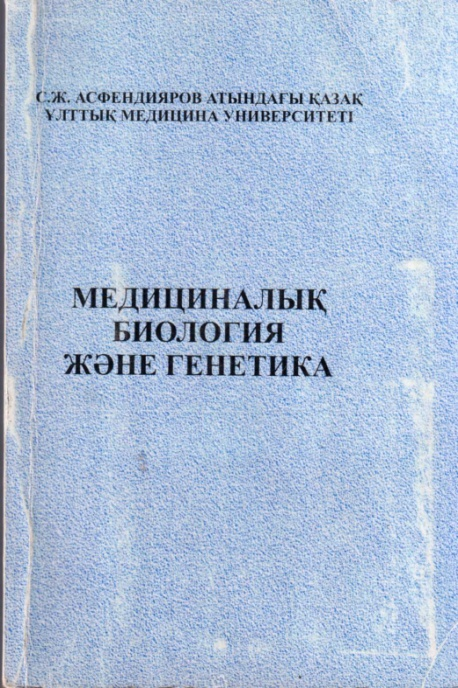 С.Ж. АСФЕНДИЯРОВ АТЫНДАҒЫ ҚАЗАҚ
ҰЛТТЫҚ МЕДИЦИНА УНИВЕРСИТЕТІ
МЕДИЦИНАЛЫҚ
БИОЛОГИЯ
ЖӘНЕ ГЕНЕТИКА